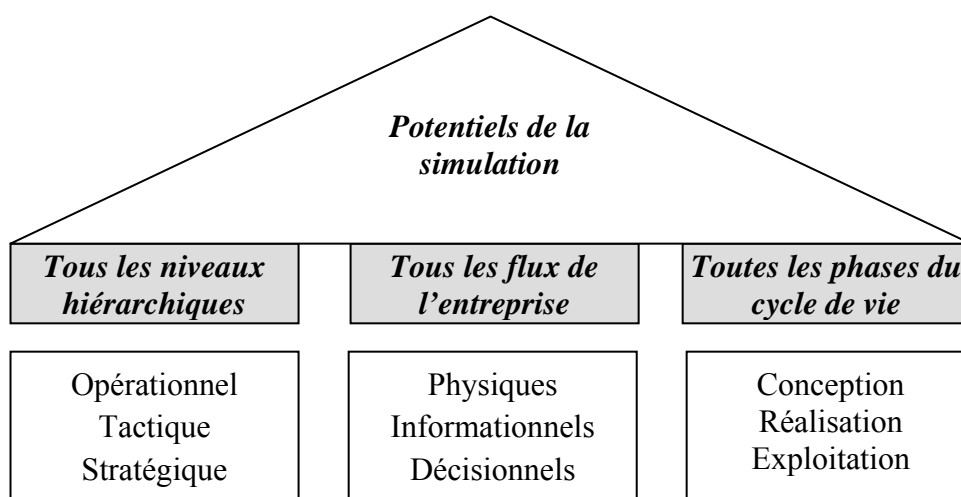 Potentiels de la
simulation
Tous les niveaux
hiérarchiques
Tous les flux de
l’entreprise
Toutes les phases du
cycle de vie
Opérationnel
Tactique
Stratégique
Physiques
Informationnels
Décisionnels
Conception
Réalisation
Exploitation